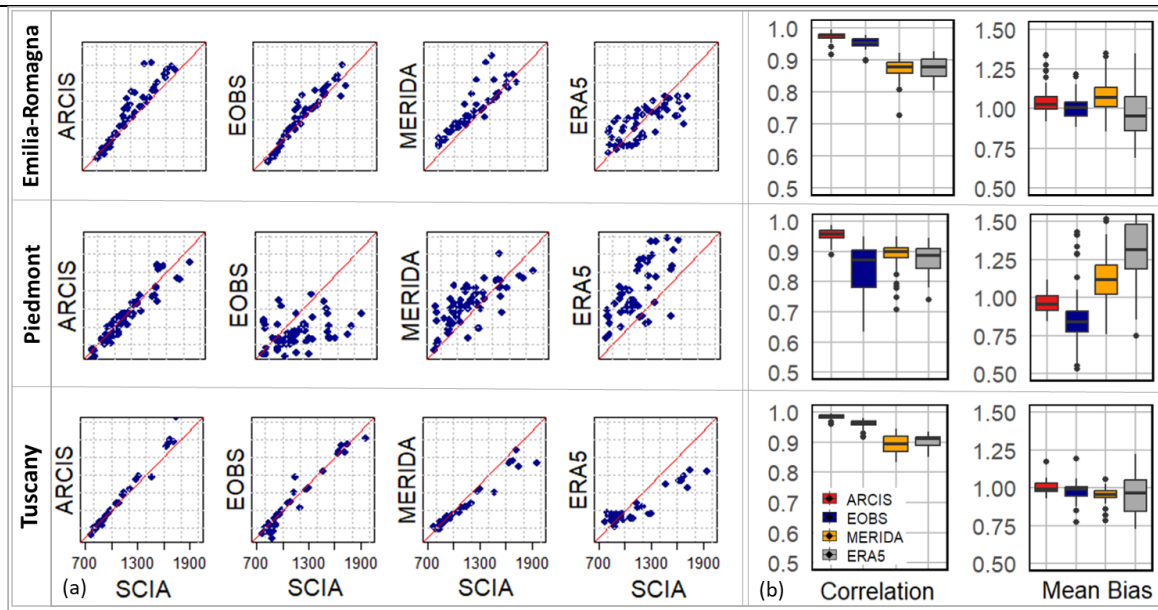 Emilia-Romagna
ARCIS
EOBS
MERIDA
ERA5
1.0
0.9
0.8
0.7
0.6
0.5
1.50
1.25
1.00
0.75
0.50
Piedmont
ARCIS
EOBS
MERIDA
ERA5
1.0
0.9
0.8
0.7
0.6
0.5
1.50
1.25
1.00
0.75
0.50
Tuscany
ARCIS
EOBS
MERIDA
ERA5
1.0
0.9
0.8
0.7
0.6
0.5
ARCIS
EOBS
MERIDA
ERA5
1.50
1.25
1.00
0.75
0.50
700 1300 1900
700 1300 1900
700 1300 1900
700 1300 1900
(a) SCIA SCIA SCIA SCIA
(b) Correlation Mean Bias